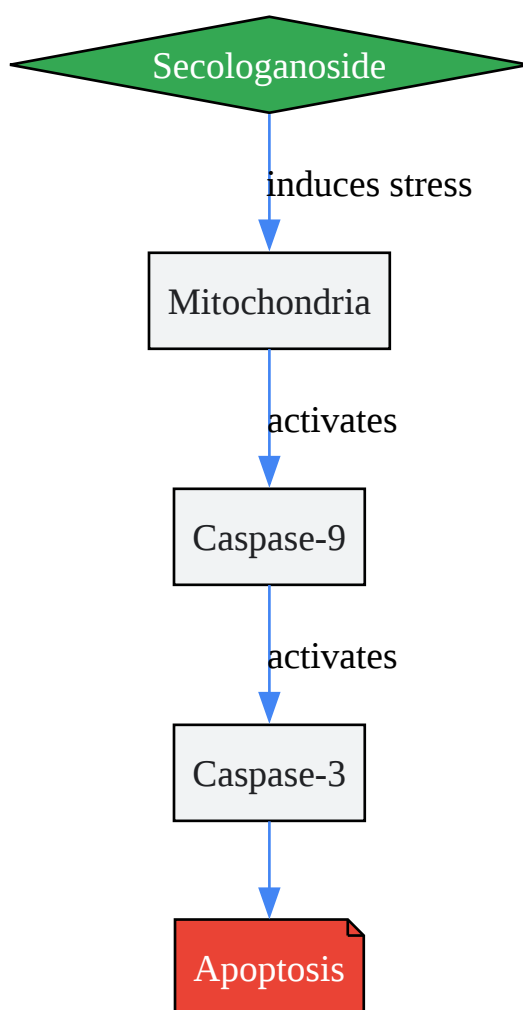 Secologanoside
induces stress
Mitochondria
activates
Caspase-9
activates
Caspase-3
Apoptosis